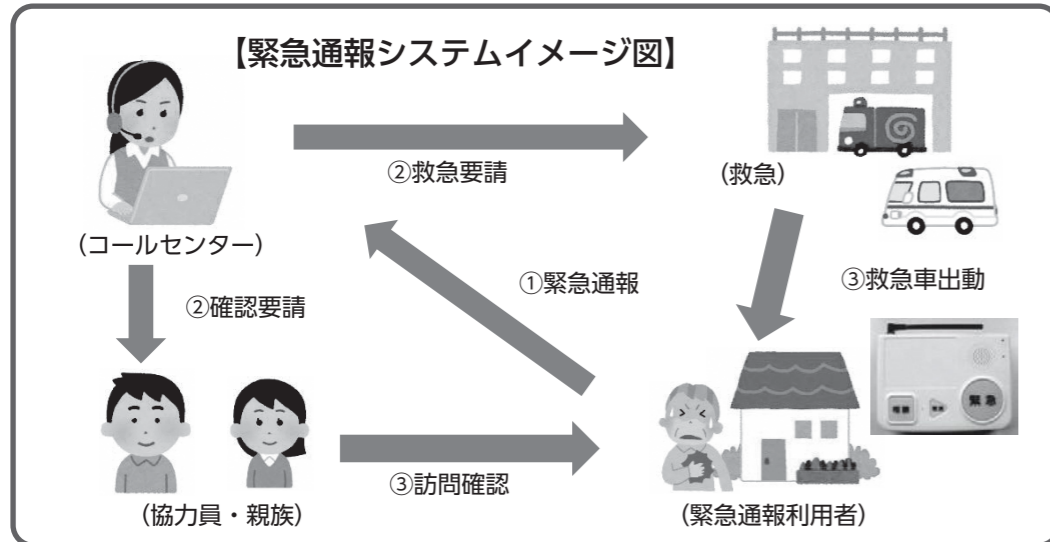 【緊急通報システムイメージ図】
②救急要請
(救急)
(コールセンター)
①緊急通報
③救急車出動
②確認要請
緊急
③訪問確認
(協力員・親族)
(緊急通報利用者)